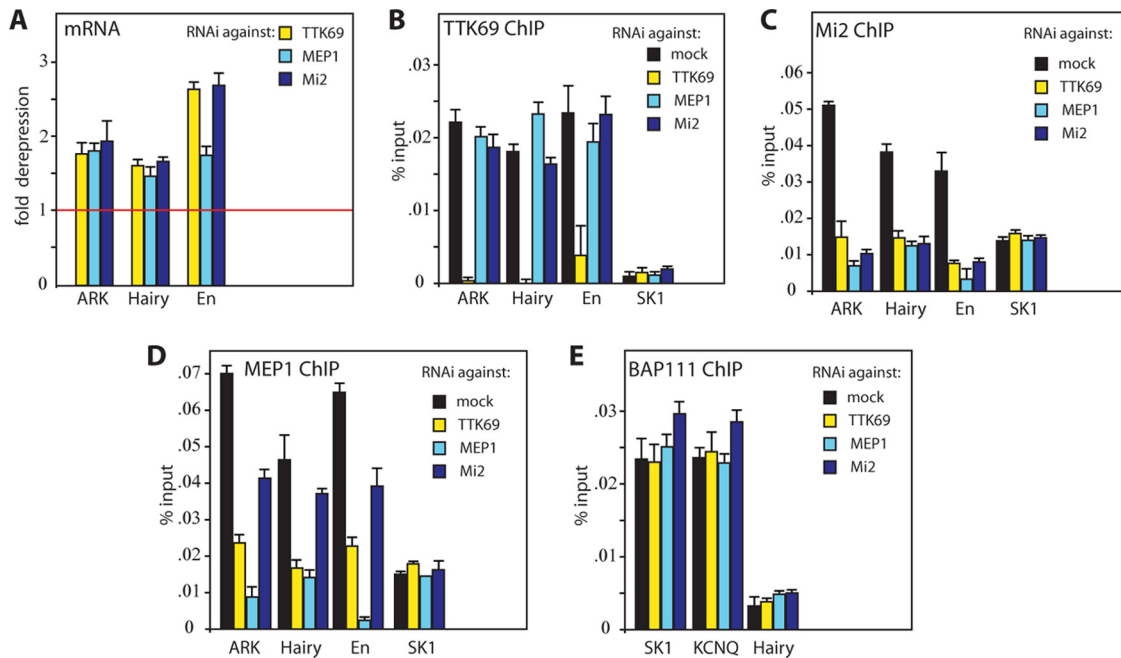 A
mRNA
RNAi against:
TTK69
MEP1
Mi2
fold derepression
3
2
1
0
ARK Hairy En
B
TTK69 ChIP
RNAi against:
mock
TTK69
MEP1
Mi2
% input
.03
.02
.01
0
ARK Hairy En SK1
C
Mi2 ChIP
RNAi against:
mock
TTK69
MEP1
Mi2
% input
.06
.05
.04
.03
.02
.01
0
ARK Hairy En SK1
D
MEP1 ChIP
RNAi against:
mock
TTK69
MEP1
Mi2
% input
.07
.06
.05
.04
.03
.02
.01
0
ARK Hairy En SK1
E
BAP111 ChIP
RNAi against:
mock
TTK69
MEP1
Mi2
% input
.03
.02
.01
0
SK1 KCNQ Hairy